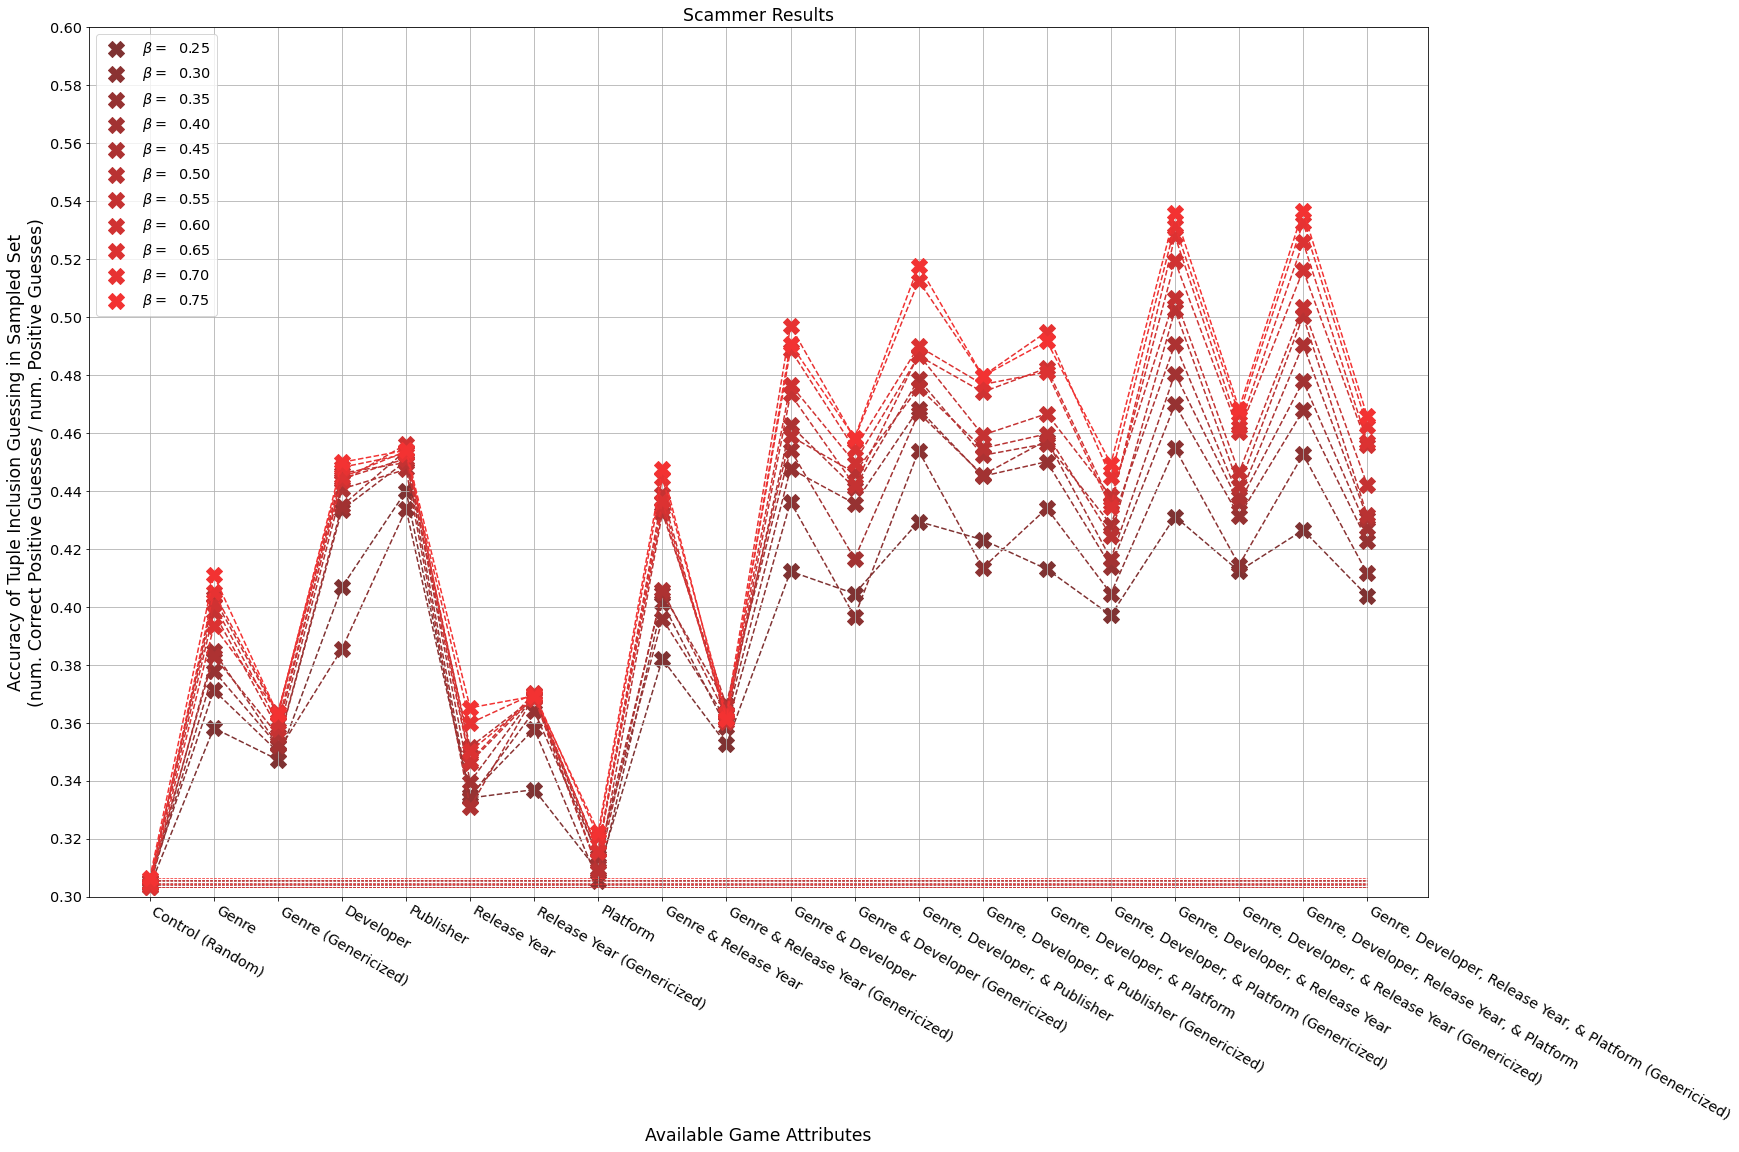 Scammer Results
0.60
0.58
0.56
0.54
0.52
0.50
0.48
0.46
0.44
0.42
0.40
0.38
0.36
0.34
0.32
0.30
Accuracy of Tuple Inclusion Guessing in Sampled Set
(num. Correct Positive Guesses / num. Positive Guesses)
β = 0.25
β = 0.30
β = 0.35
β = 0.40
β = 0.45
β = 0.50
β = 0.55
β = 0.60
β = 0.65
β = 0.70
β = 0.75
Control (Random)
Genre
Genre (Genericized)
Developer
Publisher
Release Year
Release Year (Genericized)
Platform
Genre & Release Year
Genre & Release Year (Genericized)
Genre & Developer
Genre & Developer (Genericized)
Genre, Developer, & Publisher
Genre, Developer, & Publisher (Genericized)
Genre, Developer, & Platform
Genre, Developer, & Platform (Genericized)
Genre, Developer, & Release Year
Genre, Developer, & Release Year (Genericized)
Genre, Developer, Release Year, & Platform
Genre, Developer, Release Year, & Platform (Genericized)
Available Game Attributes